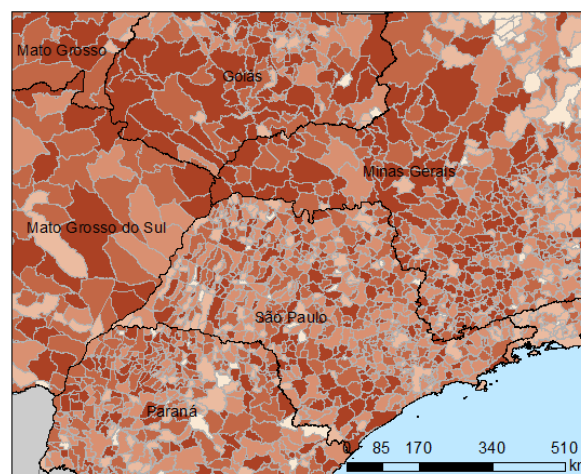 Mato Grosso
Goiás
Minas Gerais
Mato Grosso do Sul
São Paulo
Paraná
0 85 170 340 510
km